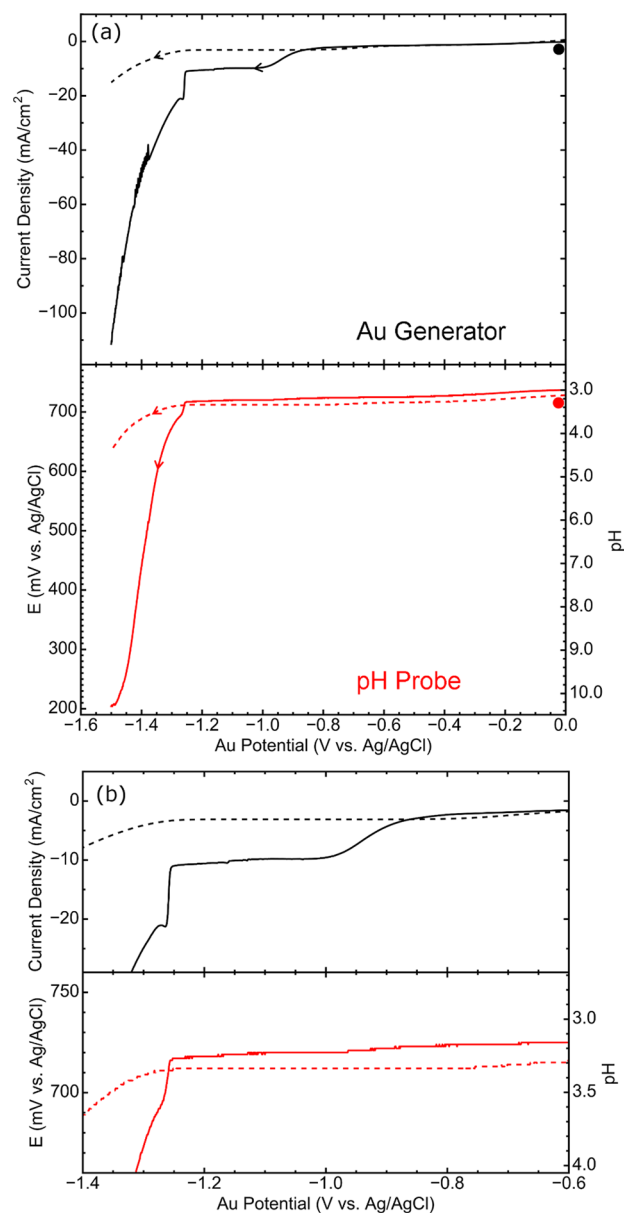 (a)
0
−20
−40
−60
−80
−100
Current Density (mA/cm²)
Au Generator
700
600
500
400
300
200
E (mV vs. Ag/AgCl)
3.0
4.0
5.0
6.0
7.0
8.0
9.0
10.0
pH
pH Probe
−1.6 −1.4 −1.2 −1.0 −0.8 −0.6 −0.4 −0.2 0.0
Au Potential (V vs. Ag/AgCl)
(b)
0
−10
−20
Current Density (mA/cm²)
750
700
E (mV vs. Ag/AgCl)
3.0
3.5
4.0
pH
−1.4 −1.2 −1.0 −0.8 −0.6
Au Potential (V vs. Ag/AgCl)